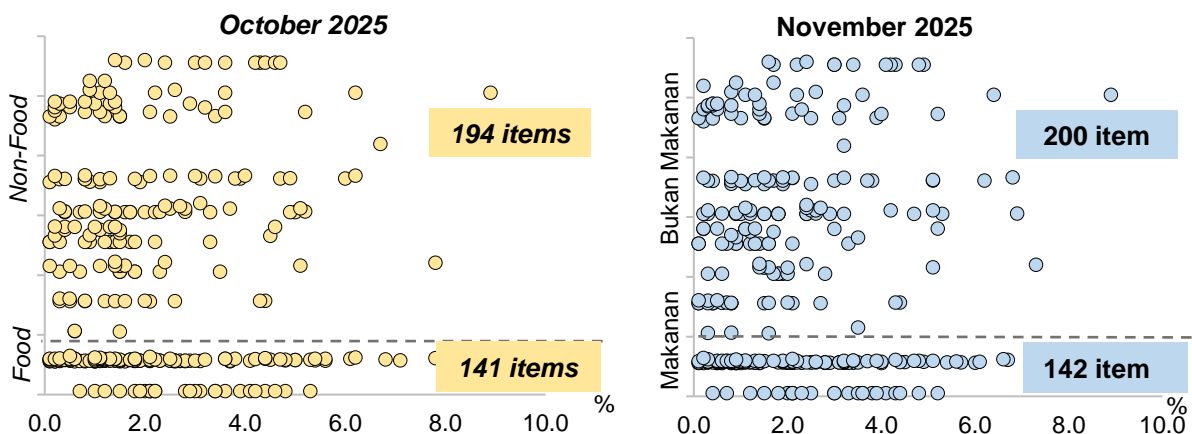 October 2025
Non-Food
Food
194 items
141 items
0.0 2.0 4.0 6.0 8.0 10.0
%
November 2025
Bukan Makanan
Makanan
200 item
142 item
0.0 2.0 4.0 6.0 8.0 10.0
%